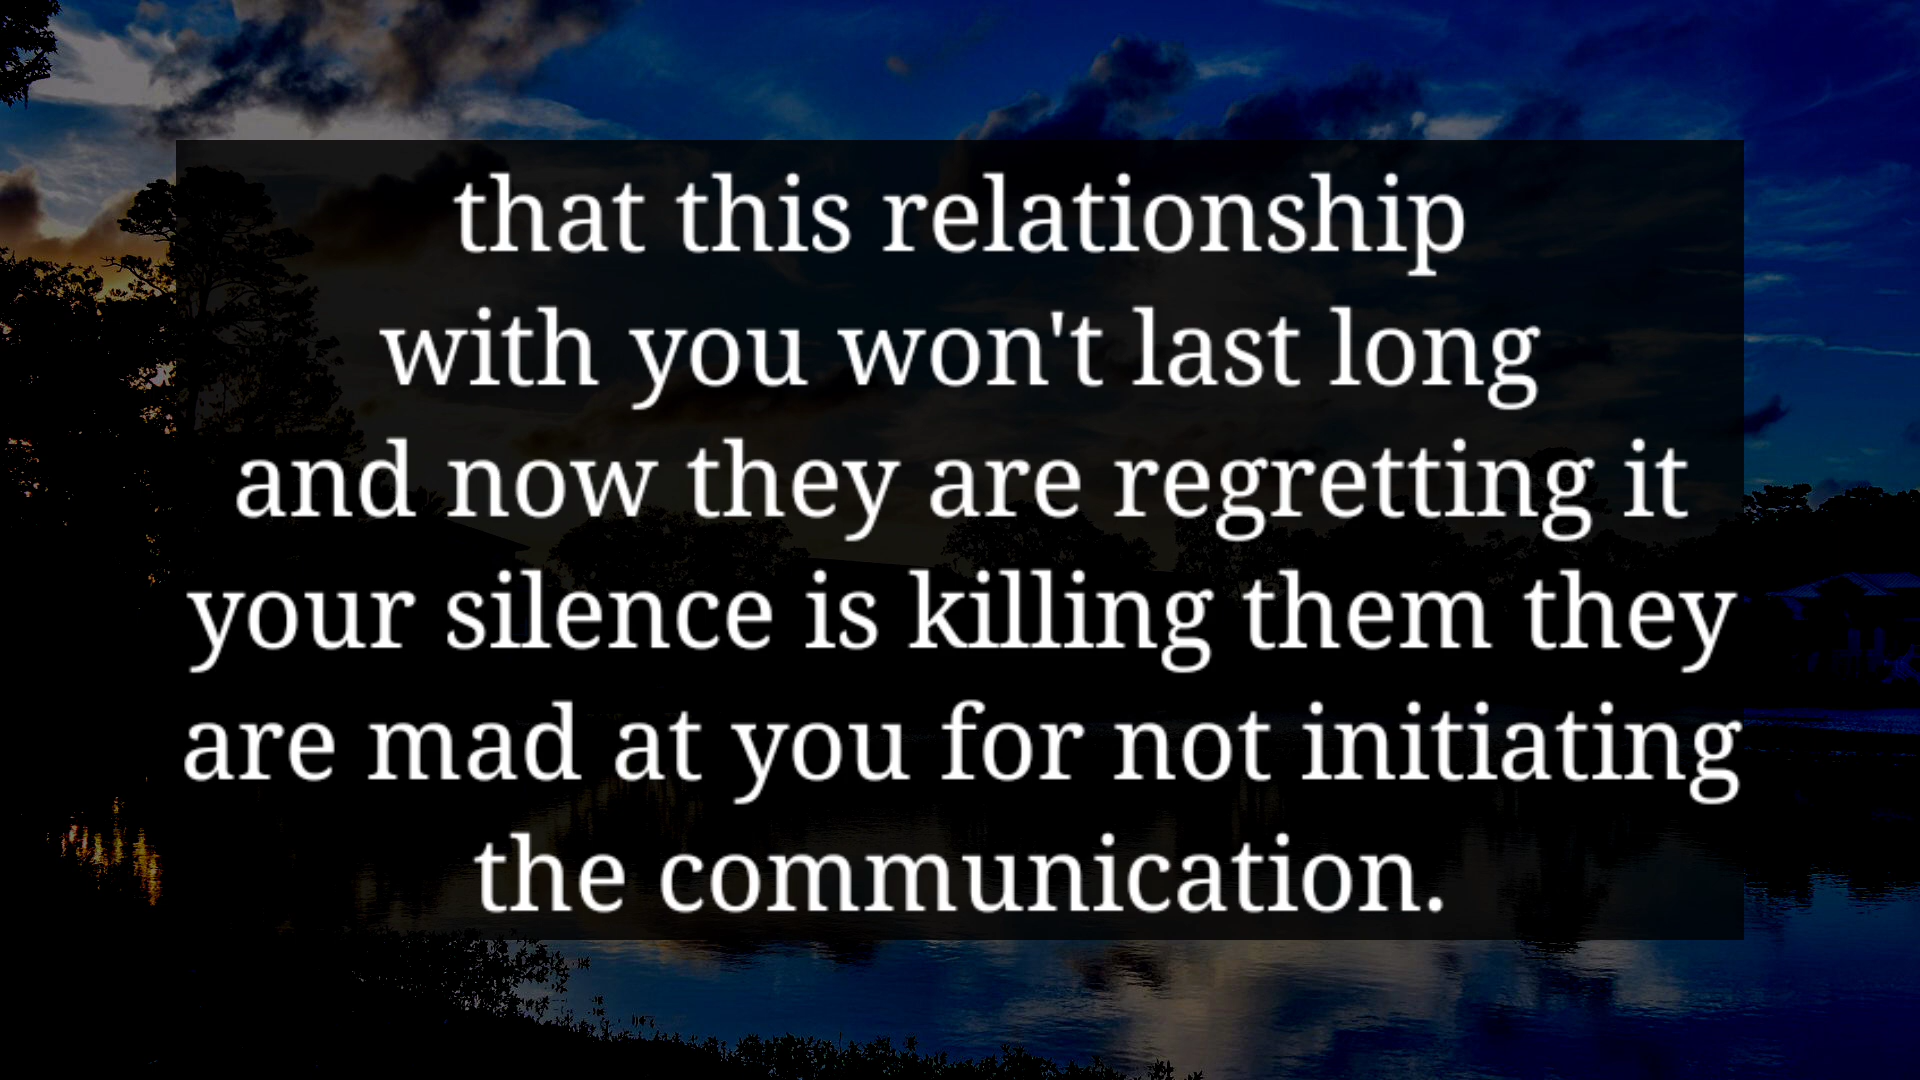 that this relationship
with you won't last long
and now they are regretting it
your silence is killing them they
are mad at you for not initiating
the communication.